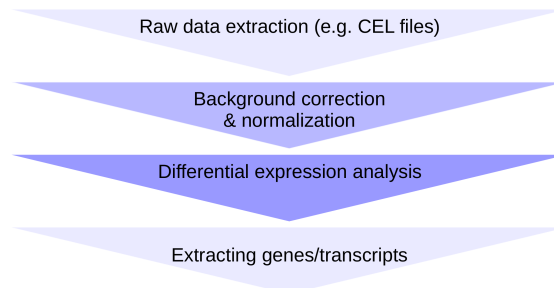 Raw data extraction (e.g. CEL files)
Background correction
& normalization
Differential expression analysis
Extracting genes/transcripts